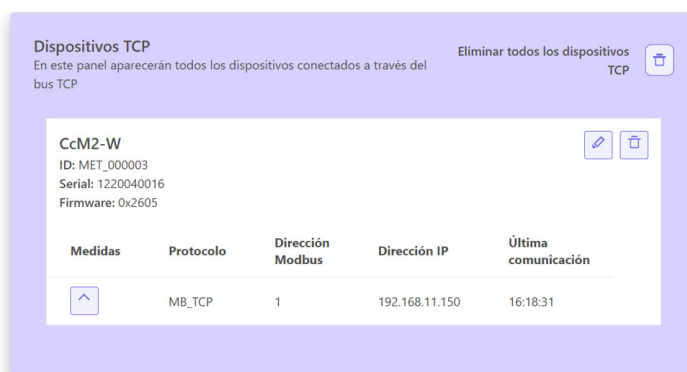 Dispositivos TCP
En este panel aparecerán todos los dispositivos conectados a través del
bus TCP
Eliminar todos los dispositivos
TCP
CcM2-W
ID: MET_000003
Serial: 1220040016
Firmware: 0x2605
Medidas Protocolo Dirección Modbus Dirección IP Última comunicación
MB_TCP 1 192.168.11.150 16:18:31